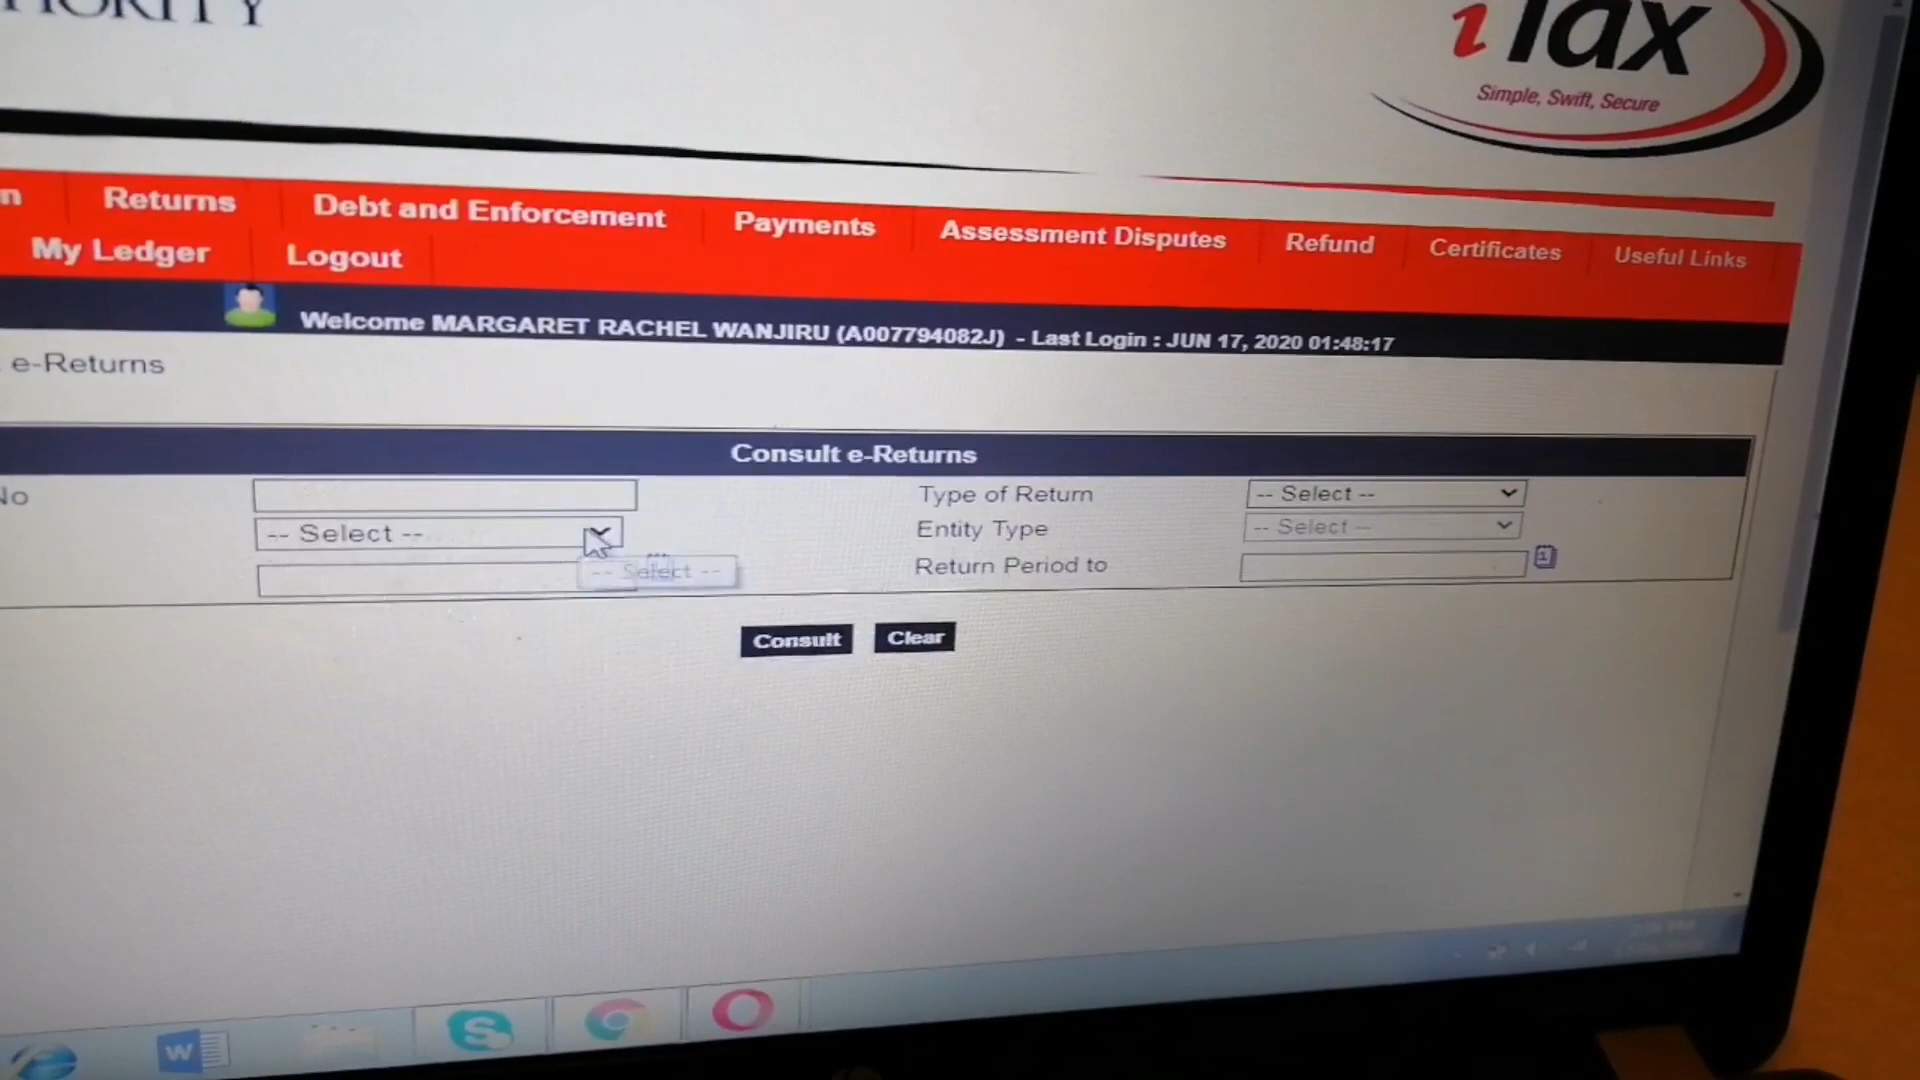 iTax
Simple, Swift, Secure
Returns
Debt and Enforcement
Payments
Assessment Disputes
Refund
Certificates
Useful Links
My Ledger
Logout
Welcome MARGARET RACHEL WANJIRU (A007794082J) - Last Login : JUN 17, 2020 01:48:17
e-Returns
Consult e-Returns
No
Type of Return
-- Select --
-- Select --
Entity Type
-- Select --
-- Select --
Return Period to
Consult
Clear